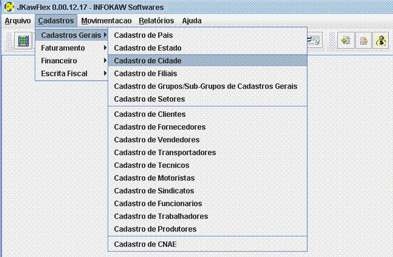 JKawFlex 0.00.12.17 - INFOKAW Softwares
Arquivo Cadastros Movimentacao Relatórios Ajuda
Cadastros Gerais
Faturamento
Financeiro
Escrita Fiscal
Cadastro de Pais
Cadastro de Estado
Cadastro de Cidade
Cadastro de Filiais
Cadastro de Grupos/Sub-Grupos de Cadastros Gerais
Cadastro de Setores
Cadastro de Clientes
Cadastro de Fornecedores
Cadastro de Vendedores
Cadastro de Transportadores
Cadastro de Tecnicos
Cadastro de Motoristas
Cadastro de Sindicatos
Cadastro de Funcionarios
Cadastro de Trabalhadores
Cadastro de Produtores
Cadastro de CNAE